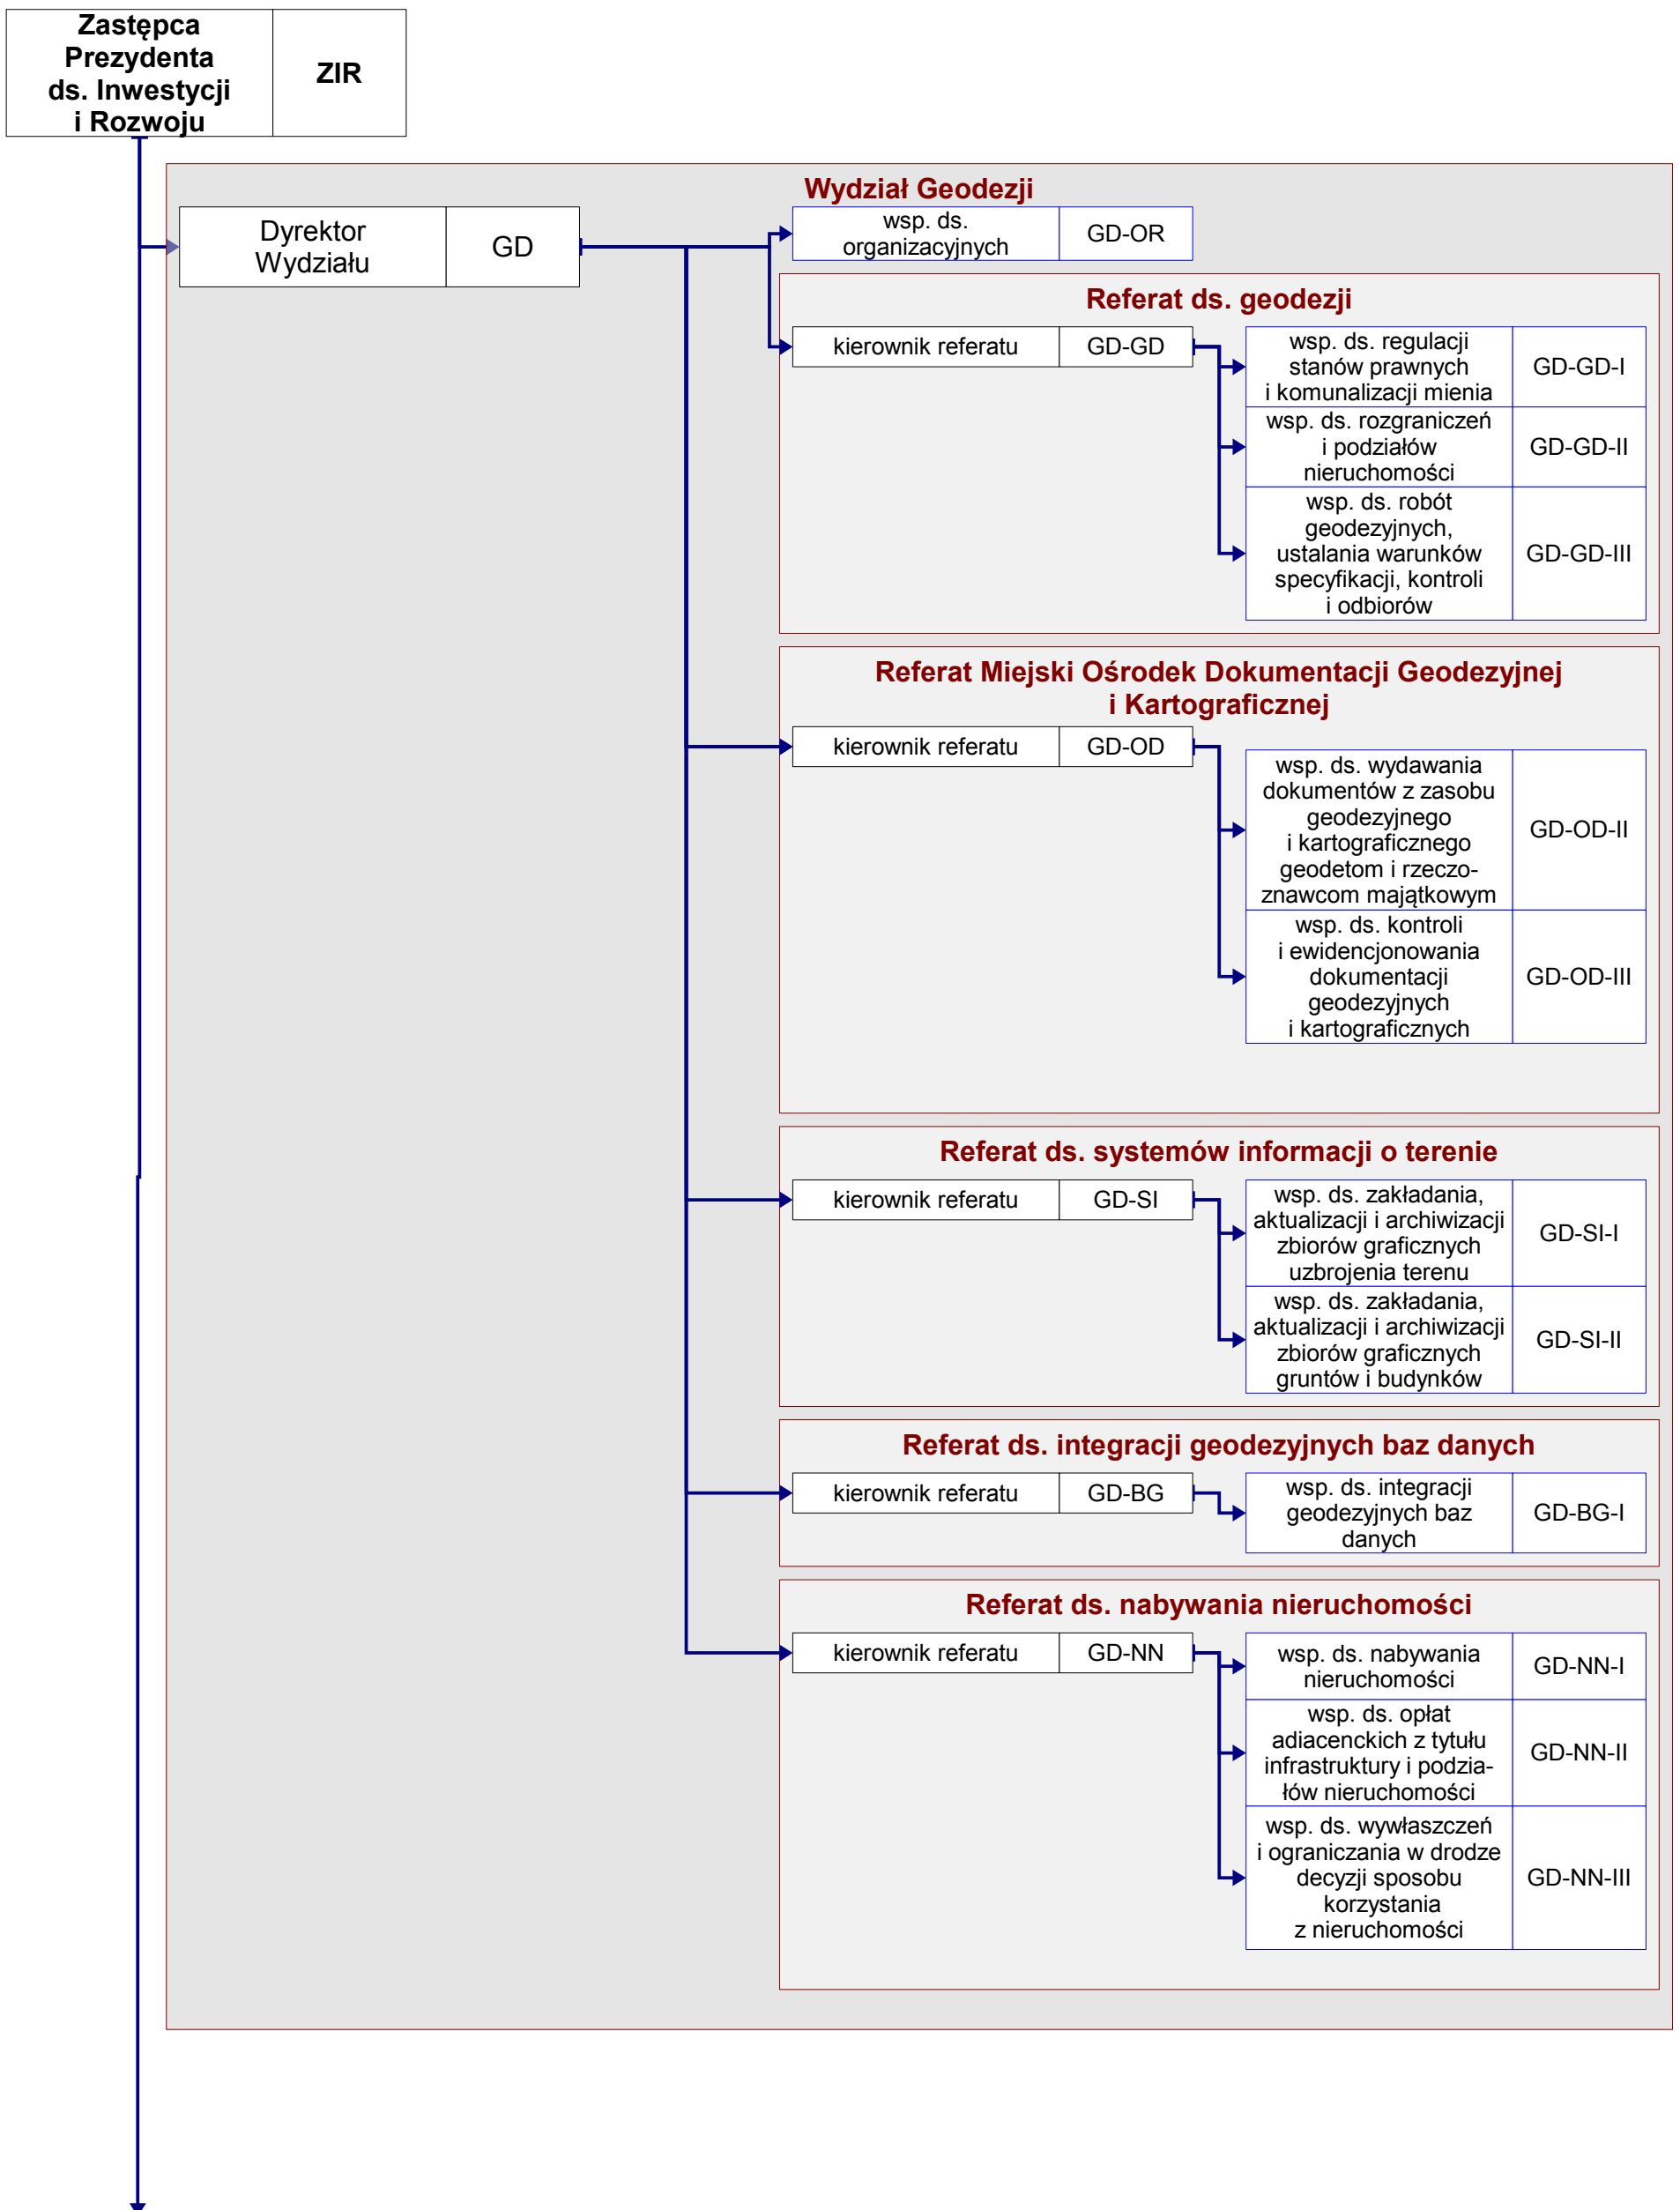 Zastępca
Prezydenta
ds. Inwestycji
i Rozwoju
ZIR
Wydział Geodezji
Dyrektor
Wydziału
GD
wsp. ds.
organizacyjnych
GD-OR
Referat ds. geodezji
kierownik referatu
GD-GD
wsp. ds. regulacji
stanów prawnych
i komunalizacji mienia
GD-GD-I
wsp. ds. rozgraniczeń
i podziałów
nieruchomości
GD-GD-II
wsp. ds. robót
geodezyjnych,
ustalania warunków
specyfikacji, kontroli
i odbiorów
GD-GD-III
Referat Miejski Ośrodek Dokumentacji Geodezyjnej
i Kartograficznej
kierownik referatu
GD-OD
wsp. ds. wydawania
dokumentów z zasobu
geodezyjnego
i kartograficznego
geodetom i rzeczo-
znawcom majątkowym
GD-OD-II
wsp. ds. kontroli
i ewidencjonowania
dokumentacji
geodezyjnych
i kartograficznych
GD-OD-III
Referat ds. systemów informacji o terenie
kierownik referatu
GD-SI
wsp. ds. zakładania,
aktualizacji i archiwizacji
zbiorów graficznych
uzbrojenia terenu
GD-SI-I
wsp. ds. zakładania,
aktualizacji i archiwizacji
zbiorów graficznych
gruntów i budynków
GD-SI-II
Referat ds. integracji geodezyjnych baz danych
kierownik referatu
GD-BG
wsp. ds. integracji
geodezyjnych baz
danych
GD-BG-I
Referat ds. nabywania nieruchomości
kierownik referatu
GD-NN
wsp. ds. nabywania
nieruchomości
GD-NN-I
wsp. ds. opłat
adiacenckich z tytułu
infrastruktury i podzia-
łów nieruchomości
GD-NN-II
wsp. ds. wywłaszczeń
i ograniczania w drodze
decyzji sposobu
korzystania
z nieruchomości
GD-NN-III